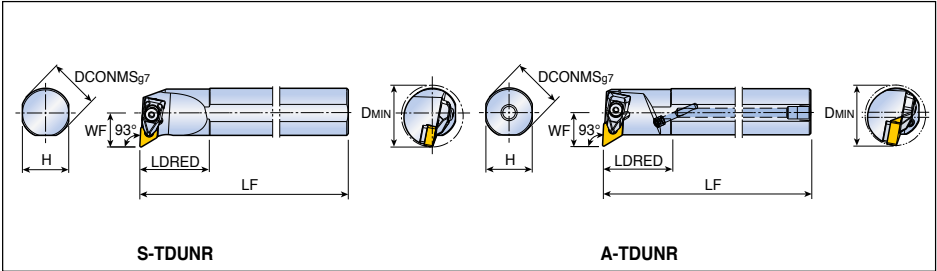 DCONMSg7
WF
93°
H
LDRED
LF
DMIN
S-TDUNR
DCONMSg7
WF
93°
H
LDRED
LF
DMIN
A-TDUNR